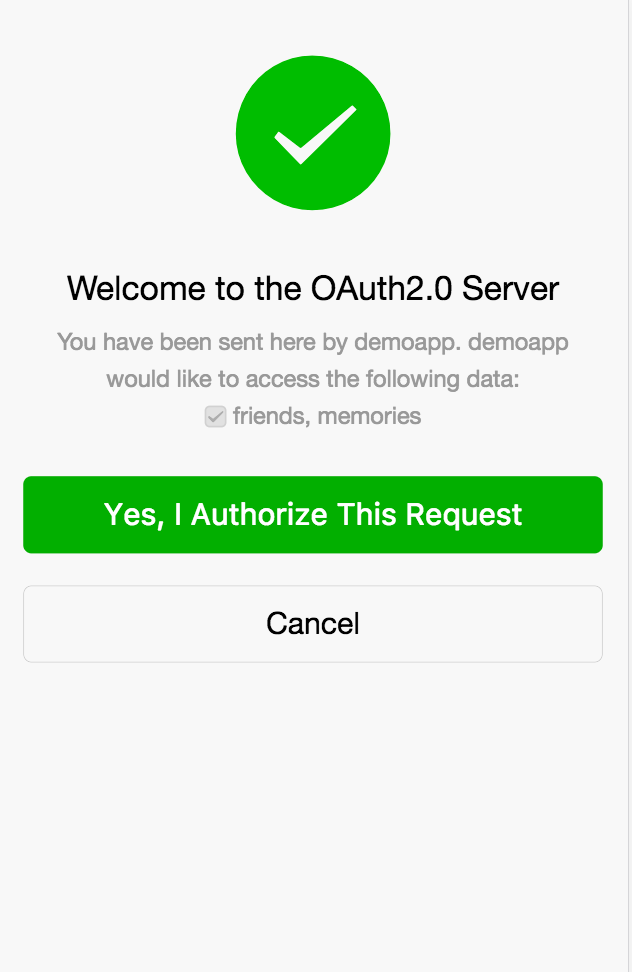 Welcome to the OAuth2.0 Server
You have been sent here by demoapp. demoapp
would like to access the following data:
friends, memories
Yes, I Authorize This Request
Cancel